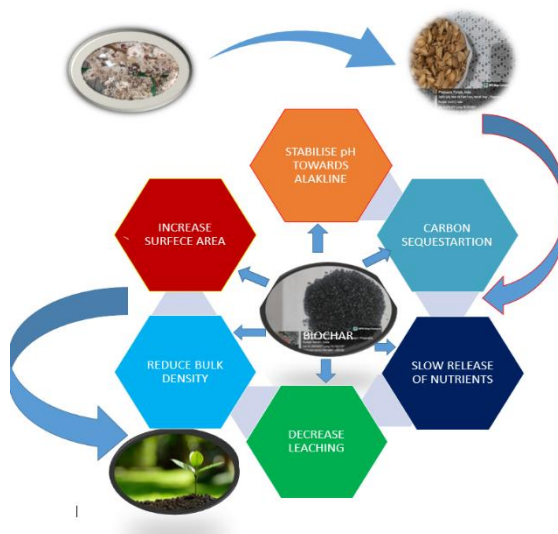 STABILISE pH
TOWARDS
ALAKLINE
INCREASE
SURFECE AREA
CARBON
SEQUESTARTION
BIOCHAR
REDUCE BULK
DENSITY
SLOW RELEASE
OF NUTRIENTS
DECREASE
LEACHING